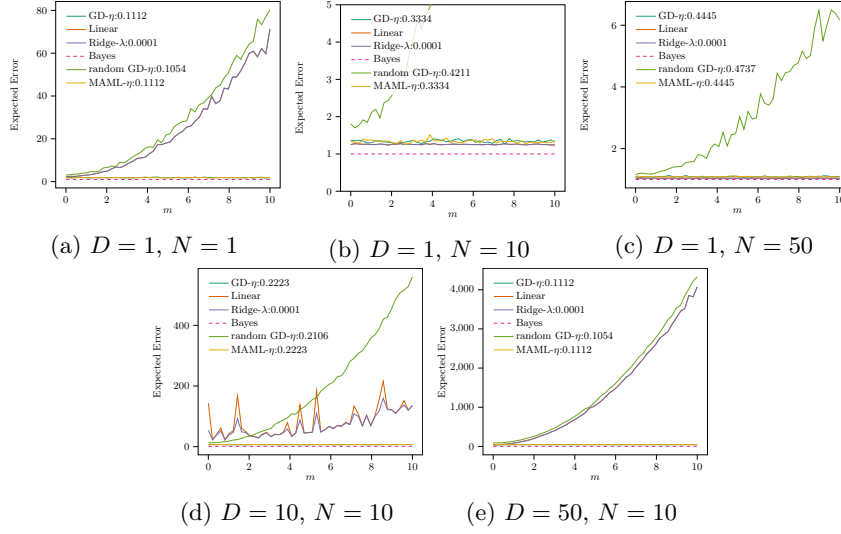 GD-η:0.1112
Linear
Ridge-λ:0.0001
Bayes
random GD-η:0.1054
MAML-η:0.1112
Expected Error
0
20
40
60
80
0 2 4 6 8 10
m
(a) D = 1, N = 1
GD-η:0.3334
Linear
Ridge-λ:0.0001
Bayes
random GD-η:0.4211
MAML-η:0.3334
Expected Error
0
1
2
3
4
5
0 2 4 6 8 10
m
(b) D = 1, N = 10
GD-η:0.4445
Linear
Ridge-λ:0.0001
Bayes
random GD-η:0.4737
MAML-η:0.4445
Expected Error
2
4
6
0 2 4 6 8 10
m
(c) D = 1, N = 50
GD-η:0.2223
Linear
Ridge-λ:0.0001
Bayes
random GD-η:0.2106
MAML-η:0.2223
Expected Error
0
200
400
0 2 4 6 8 10
m
(d) D = 10, N = 10
GD-η:0.1112
Linear
Ridge-λ:0.0001
Bayes
random GD-η:0.1054
MAML-η:0.1112
Expected Error
0
1,000
2,000
3,000
4,000
0 2 4 6 8 10
m
(e) D = 50, N = 10